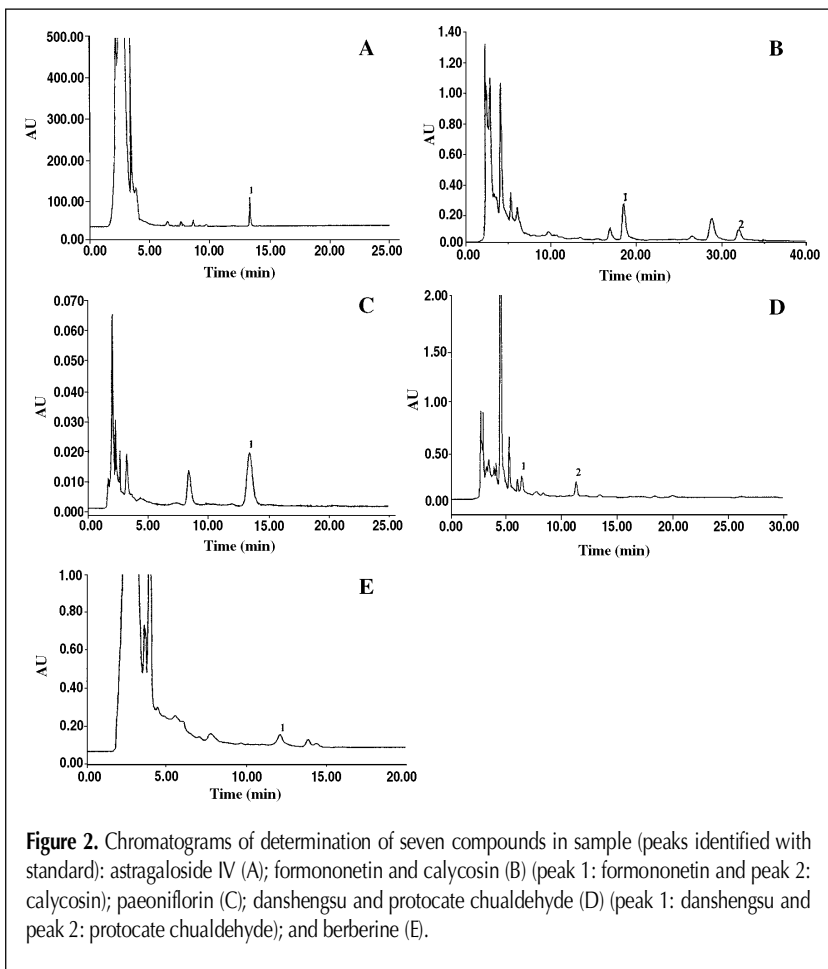 A
500.00
400.00
300.00
200.00
100.00
0.00
AU
1
0.00 5.00 10.00 15.00 20.00 25.00
Time (min)
B
1.40
1.20
1.00
0.80
0.60
0.40
0.20
0.00
AU
1
2
0.00 10.00 20.00 30.00 40.00
Time (min)
C
0.070
0.060
0.050
0.040
0.030
0.020
0.010
0.000
AU
1
0.00 5.00 10.00 15.00 20.00 25.00
Time (min)
D
2.00
1.50
1.00
0.50
0.00
AU
1
2
0.00 5.00 10.00 15.00 20.00 25.00 30.00
Time (min)
E
1.00
0.80
0.60
0.40
0.20
0.00
AU
1
0.00 5.00 10.00 15.00 20.00
Time (min)
Figure 2. Chromatograms of determination of seven compounds in sample (peaks identified with
standard): astragaloside IV (A); formononetin and calycosin (B) (peak 1: formononetin and peak 2:
calycosin); paeoniflorin (C); danshengsu and protocate chualdehyde (D) (peak 1: danshengsu and
peak 2: protocate chualdehyde); and berberine (E).